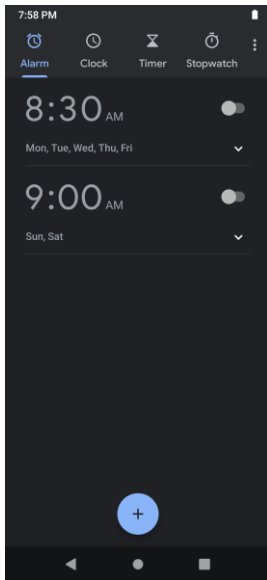 7:58 PM
Alarm Clock Timer Stopwatch
8:30 AM
Mon, Tue, Wed, Thu, Fri
9:00 AM
Sun, Sat